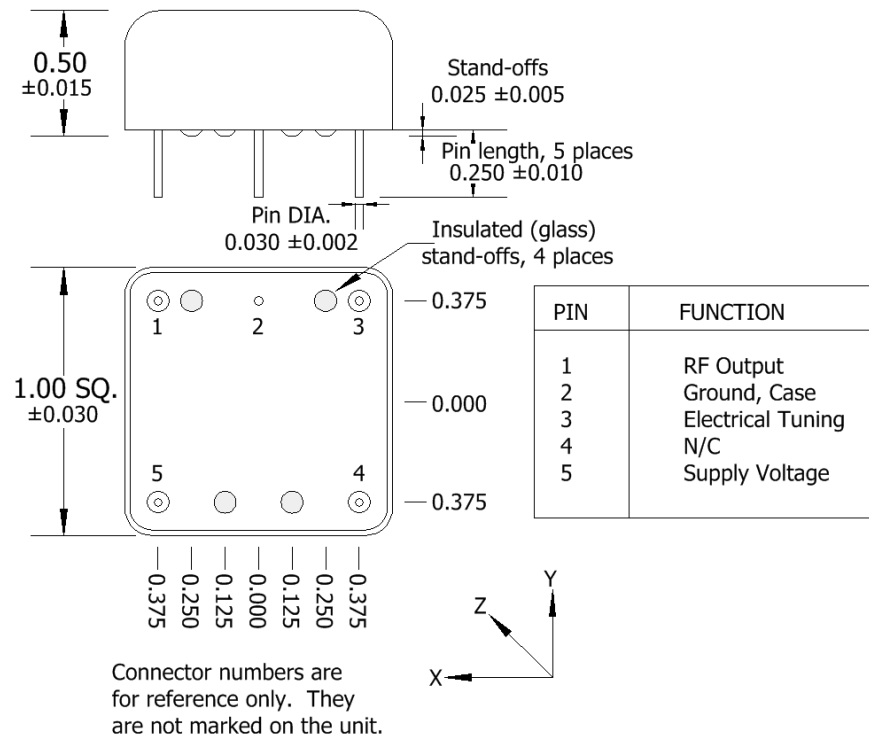 0.50
±0.015
Stand-offs
0.025 ±0.005
Pin length, 5 places
0.250 ±0.010
Pin DIA.
0.030 ±0.002
Insulated (glass)
stand-offs, 4 places
1 2 3
0.375
1.00 SQ.
±0.030
0.000
5 4
0.375
0.375 0.250 0.125 0.000 0.125 0.250 0.375
PIN FUNCTION
1 RF Output
2 Ground, Case
3 Electrical Tuning
4 N/C
5 Supply Voltage
Y
Z
X
Connector numbers are
for reference only. They
are not marked on the unit.